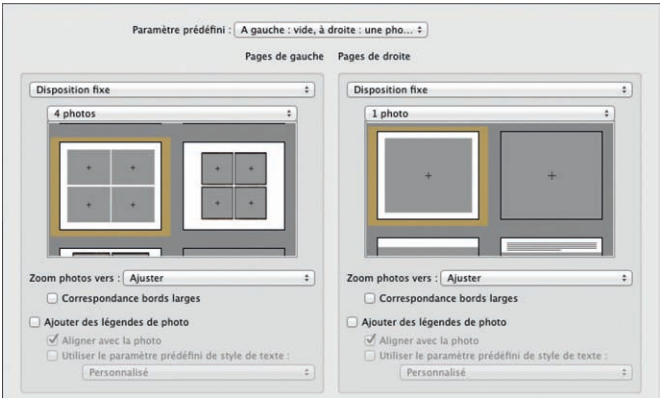 Paramètre prédéfini : A gauche : vide, à droite : une pho...
Pages de gauche Pages de droite
Disposition fixe
4 photos
Zoom photos vers : Ajuster
Correspondance bords larges
Ajouter des légendes de photo
Aligner avec la photo
Utiliser le paramètre prédéfini de style de texte :
Personnalisé
Disposition fixe
1 photo
Zoom photos vers : Ajuster
Correspondance bords larges
Ajouter des légendes de photo
Aligner avec la photo
Utiliser le paramètre prédéfini de style de texte :
Personnalisé